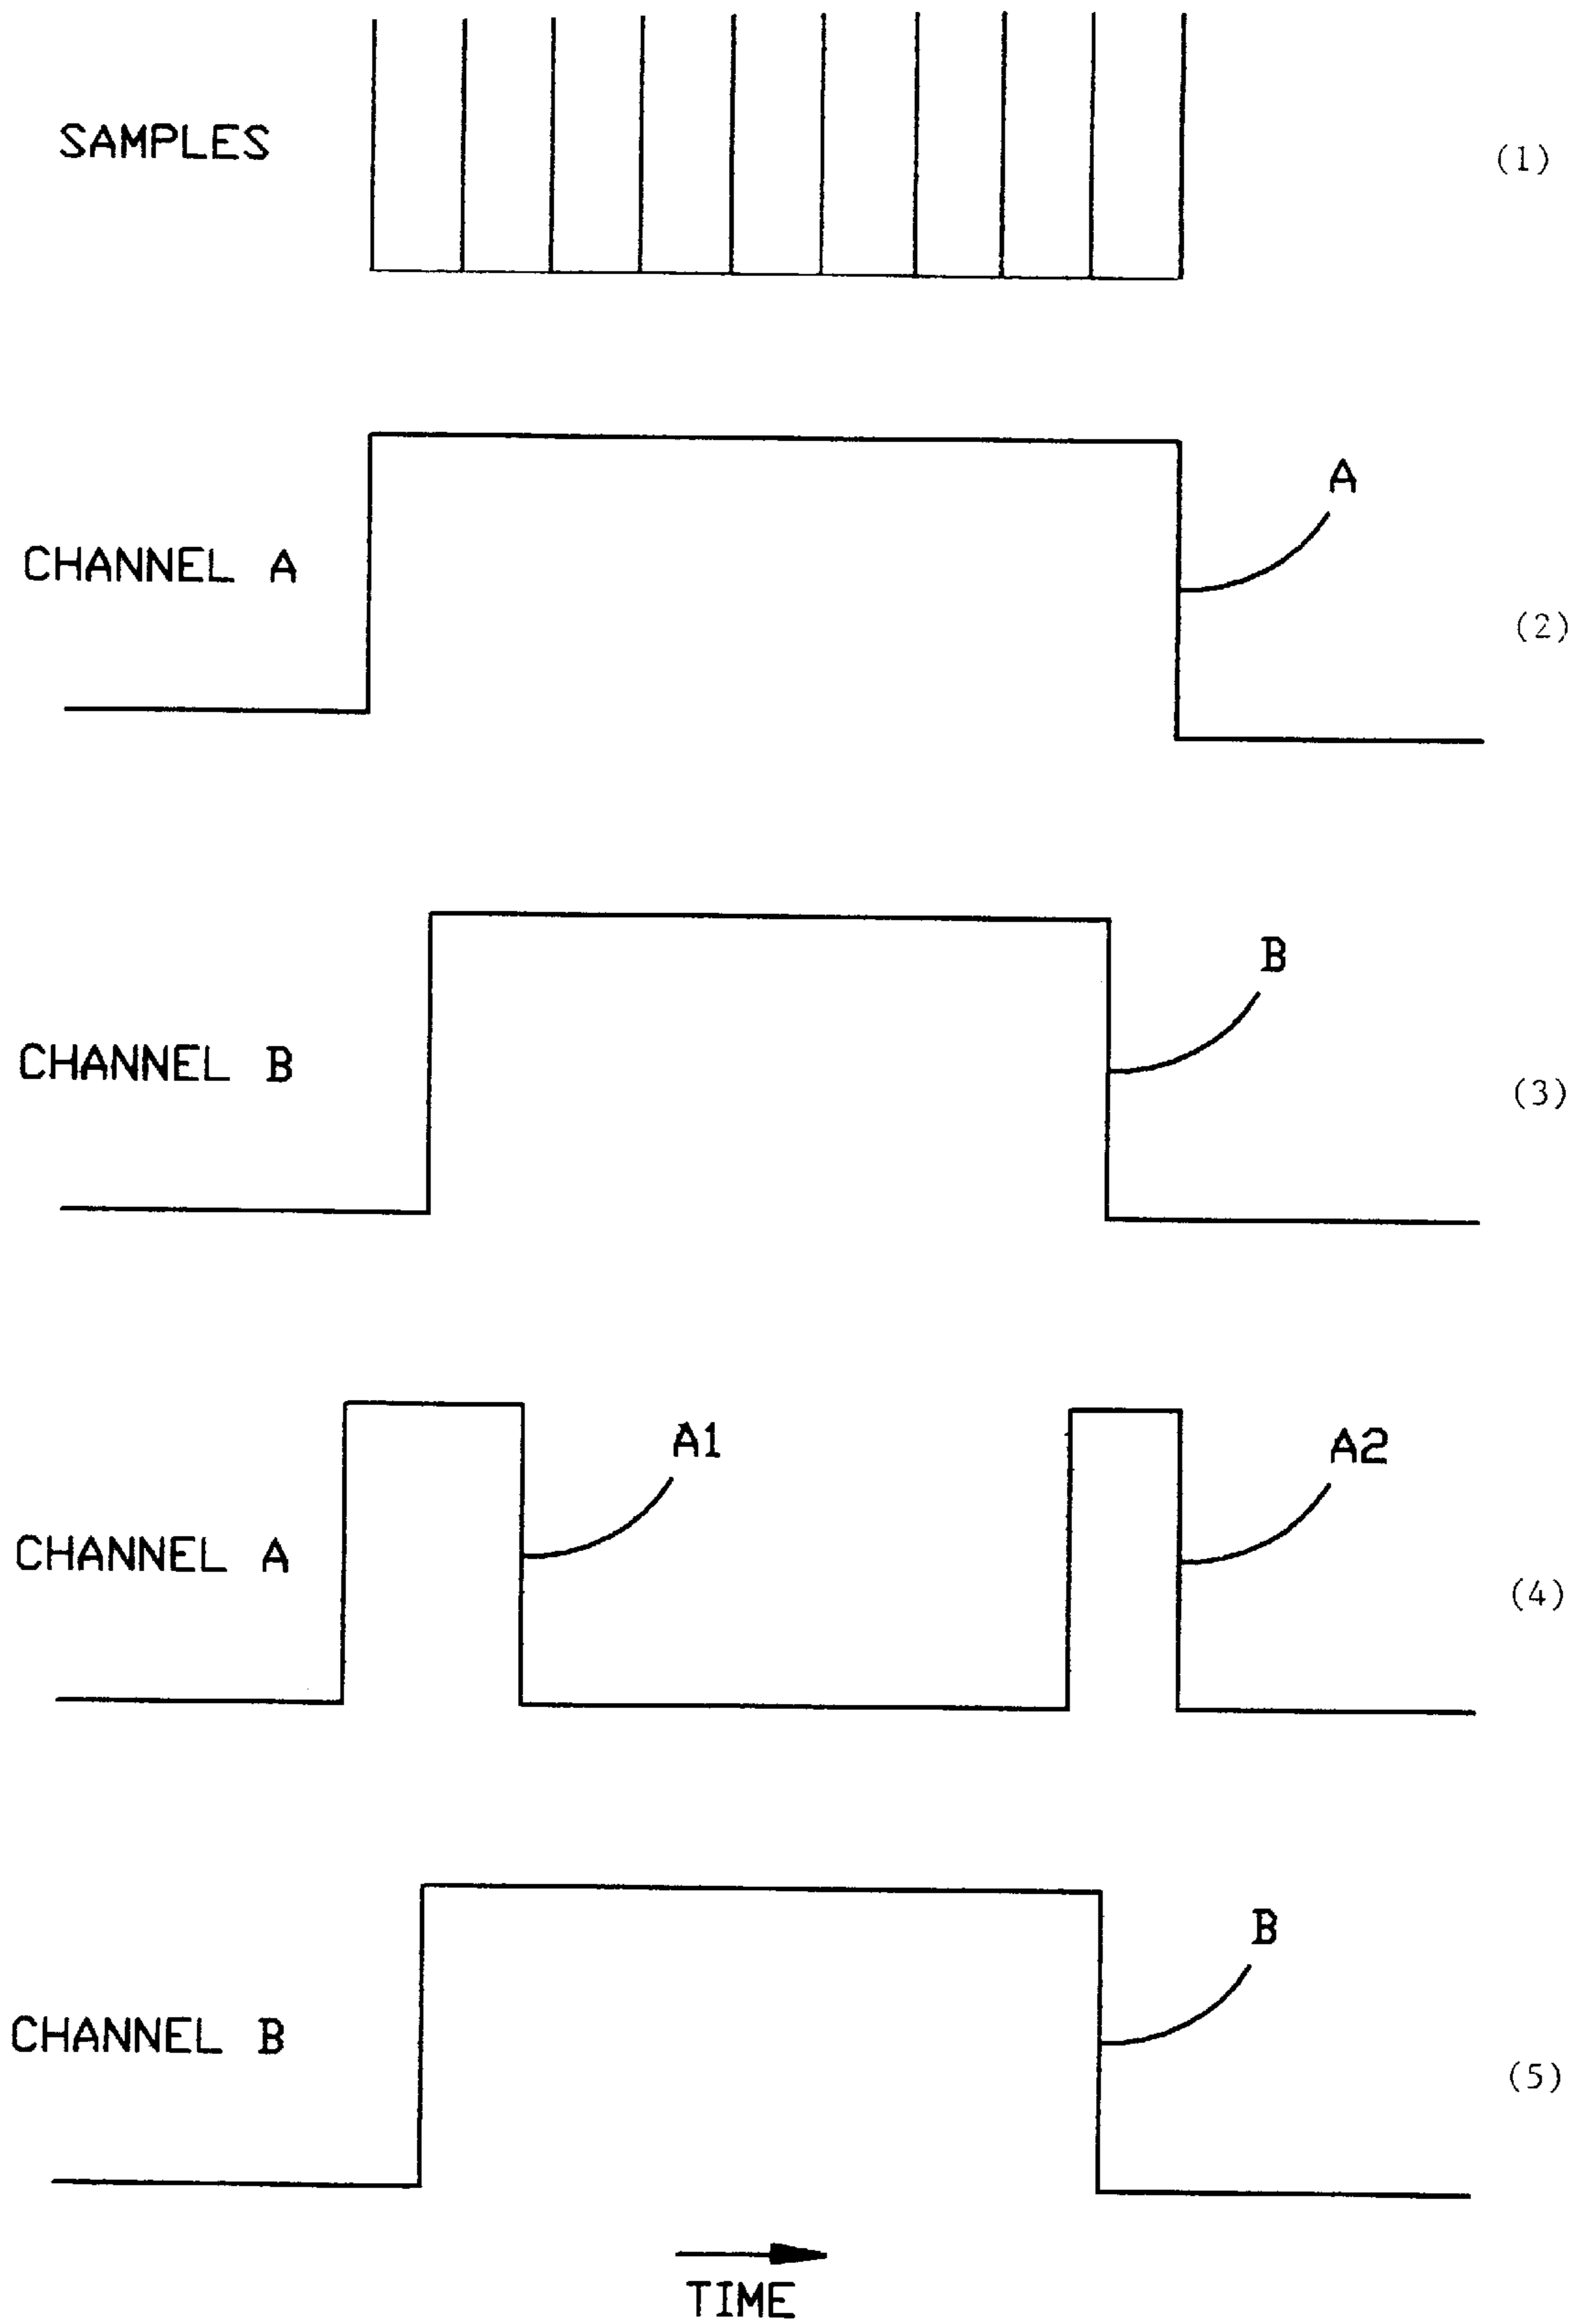 SAMPLES
(1)
A
CHANNEL A
(2)
B
CHANNEL B
(3)
A1
A2
CHANNEL A
(4)
B
CHANNEL B
(5)
TIME